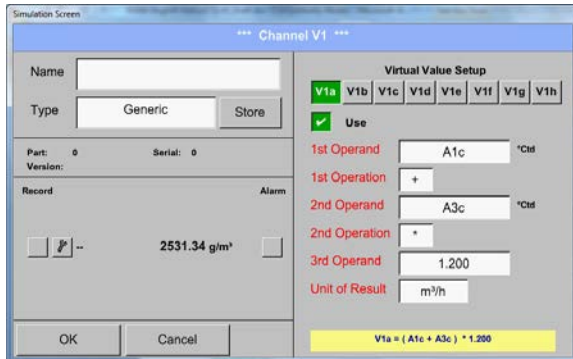 Simulation Screen
*** Channel V1 ***
Name
Type Generic Store
Part: 0 Serial: 0
Version:
Record Alarm
-- 2531.34 g/m³
OK Cancel
Virtual Value Setup
V1a V1b V1c V1d V1e V1f V1g V1h
Use
1st Operand A1c °Ctd
1st Operation +
2nd Operand A3c °Ctd
2nd Operation *
3rd Operand 1.200
Unit of Result m³/h
V1a = ( A1c + A3c ) * 1.200